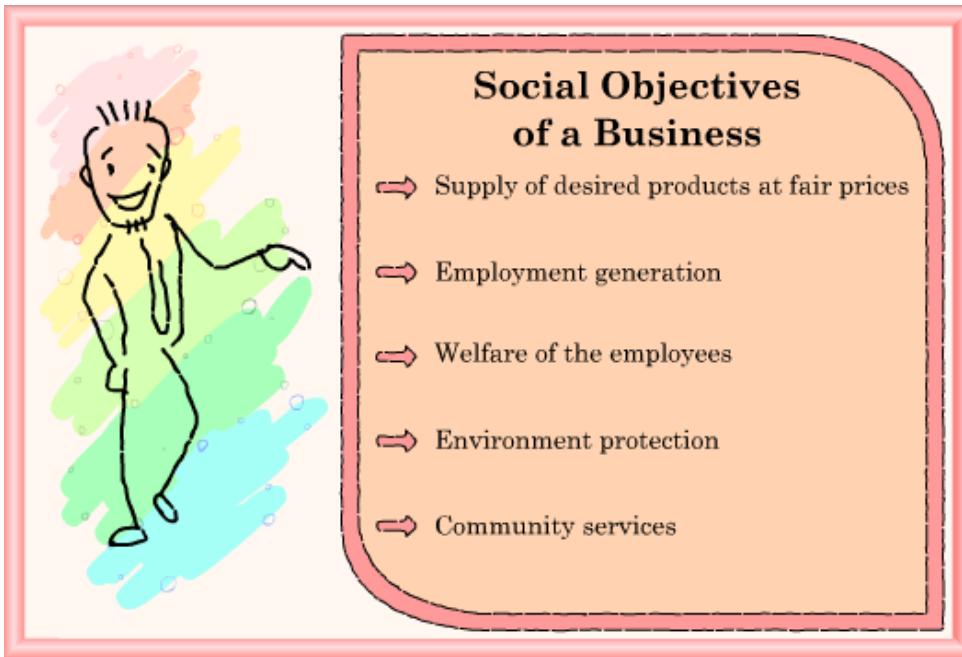 Social Objectives
of a Business
Supply of desired products at fair prices
Employment generation
Welfare of the employees
Environment protection
Community services